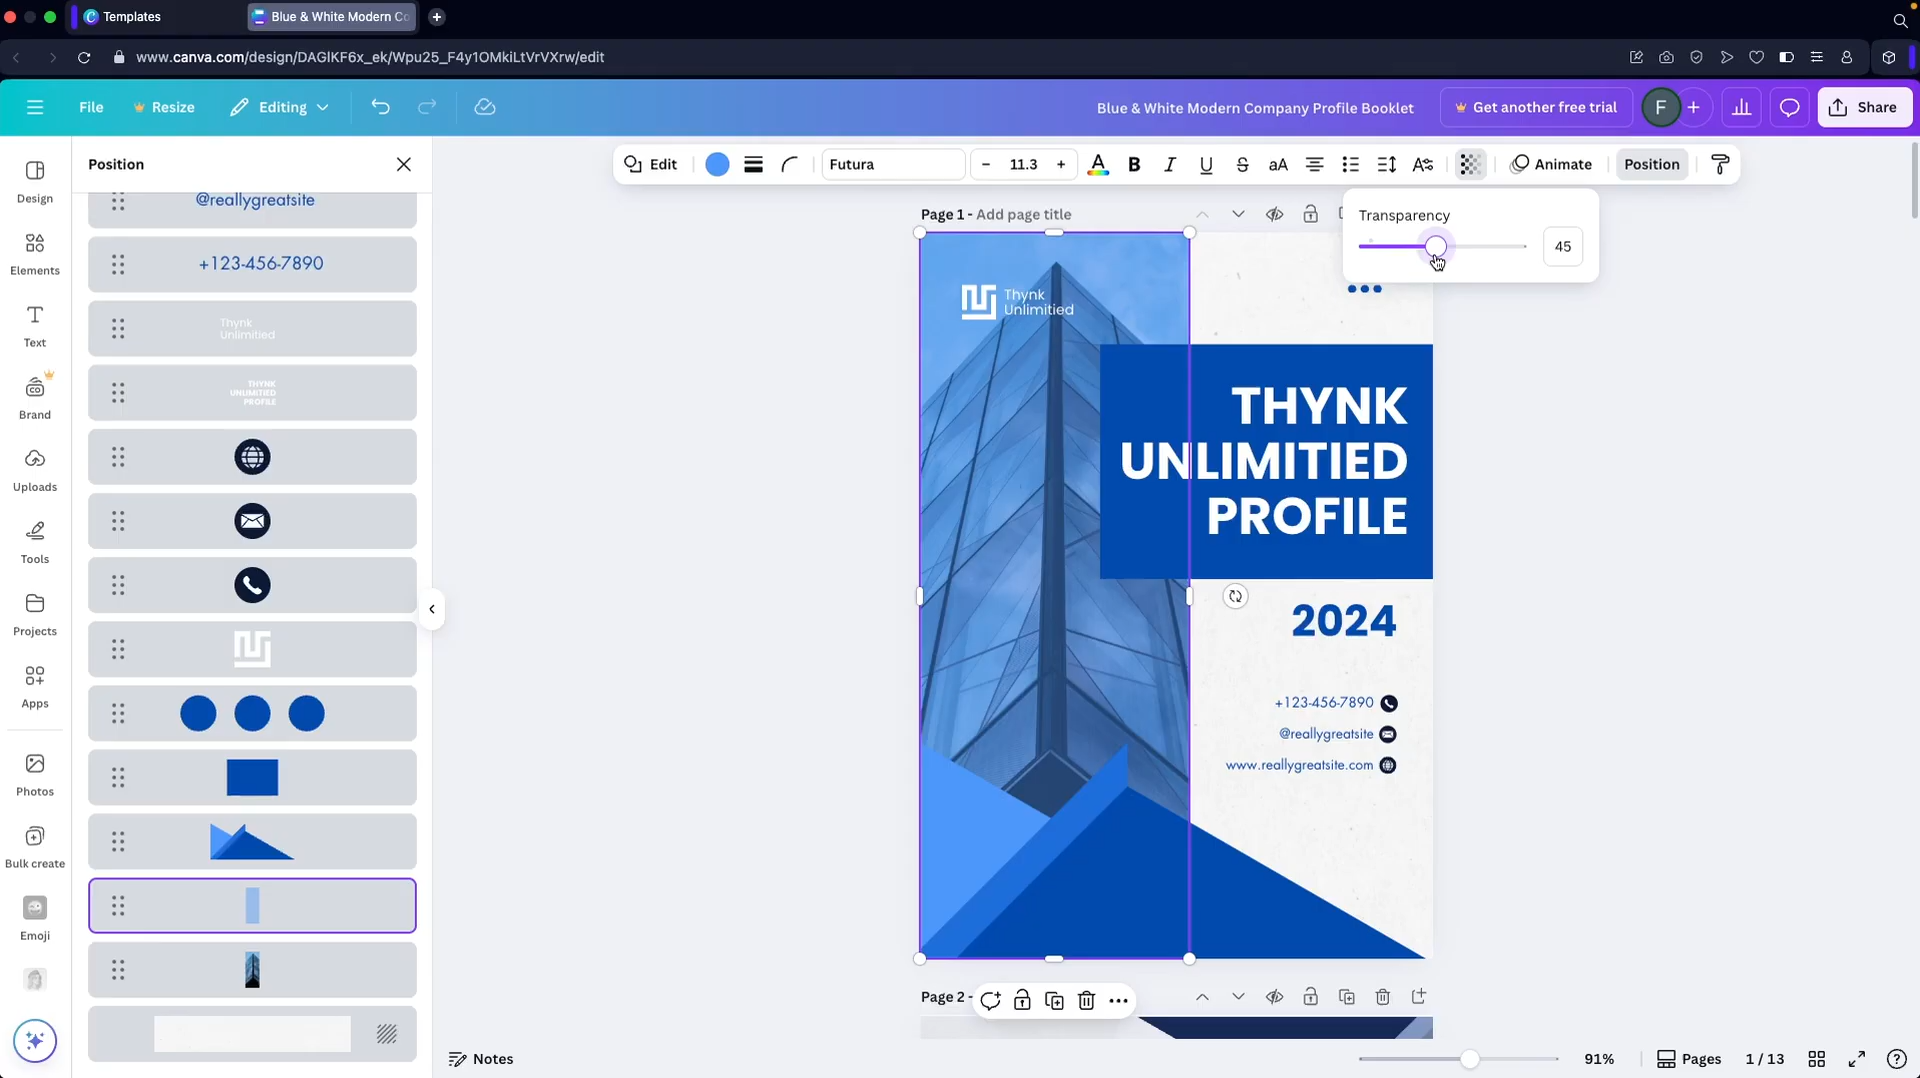 Templates
Blue & White Modern Co
www.canva.com/design/DAGlKF6x_ek/Wpu25_F4y1OMkiLtVrVXrw/edit
File
Resize
Editing
Blue & White Modern Company Profile Booklet
Get another free trial
F
Share
Design
Elements
Text
Brand
Uploads
Tools
Projects
Apps
Photos
Bulk create
Emoji
Position
@reallygreatsite
+123-456-7890
Thynk
Unlimitied
THYNK
UNLIMITIED
PROFILE
Edit
Futura
11.3
A
B
I
U
S
aA
Animate
Position
Transparency
45
Page 1 - Add page title
Thynk
Unlimitied
THYNK
UNLIMITIED
PROFILE
2024
+123-456-7890
@reallygreatsite
www.reallygreatsite.com
Page 2 -
Notes
91%
Pages
1 / 13